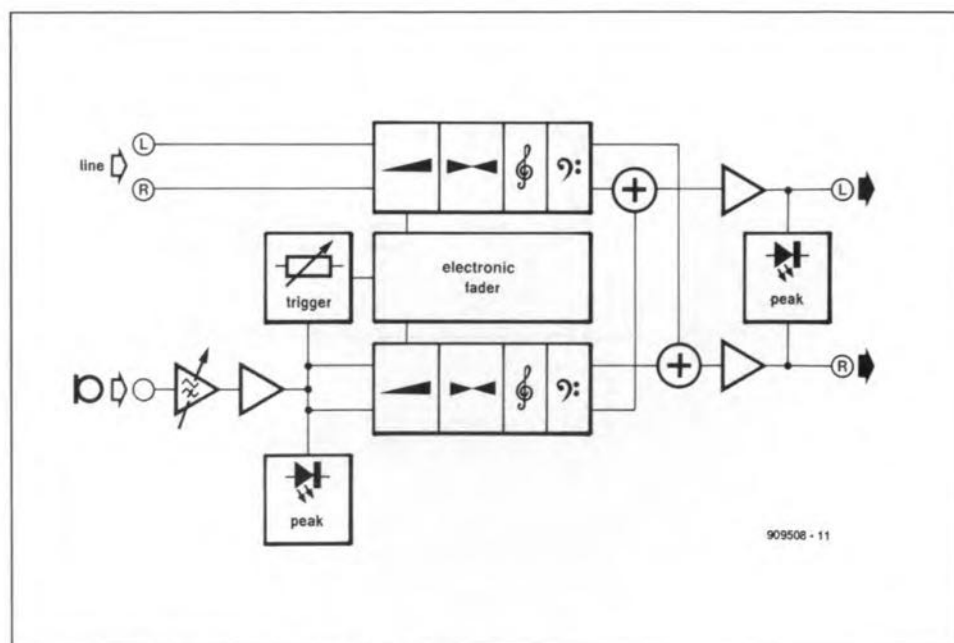 L
line
R
L
electronic
fader
trigger
peak
R
peak
909508 - 11